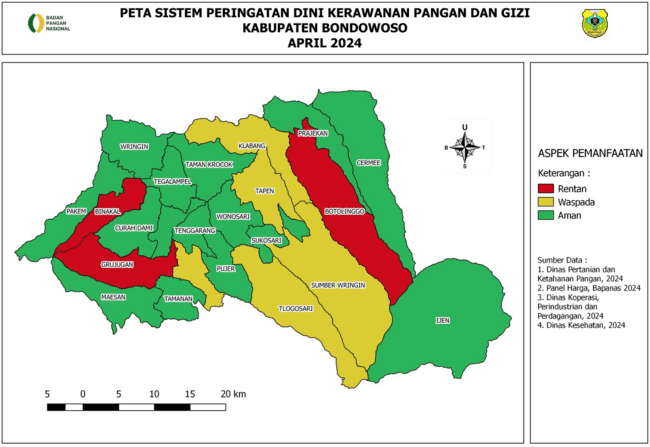 PETA SISTEM PERINGATAN DINI KERAWANAN PANGAN DAN GIZI
KABUPATEN BONDOWOSO
APRIL 2024
BADAN
PANGAN
NASIONAL
U
B
T
S
PRAJEKAN
WRINGIN
KLABANG
CERMEE
TAMAN KROCOK
TEGALAMPEL
TAPEN
PAKEM
BINAKAL
BOTOLINGGO
WONOSARI
CURAH DAMI
TENGGARANG
SUKOSARI
GRUJUGAN
PUJER
SUMBER WRINGIN
MAESAN
TAMANAN
TLOGOSARI
IJEN
5 0 5 10 15 20 km
ASPEK PEMANFAATAN
Keterangan :
Rentan
Waspada
Aman
Sumber Data :
1. Dinas Pertanian dan
Ketahanan Pangan, 2024
2. Panel Harga, Bapanas 2024
3. Dinas Koperasi,
Perindustrian dan
Perdagangan, 2024
4. Dinas Kesehatan, 2024